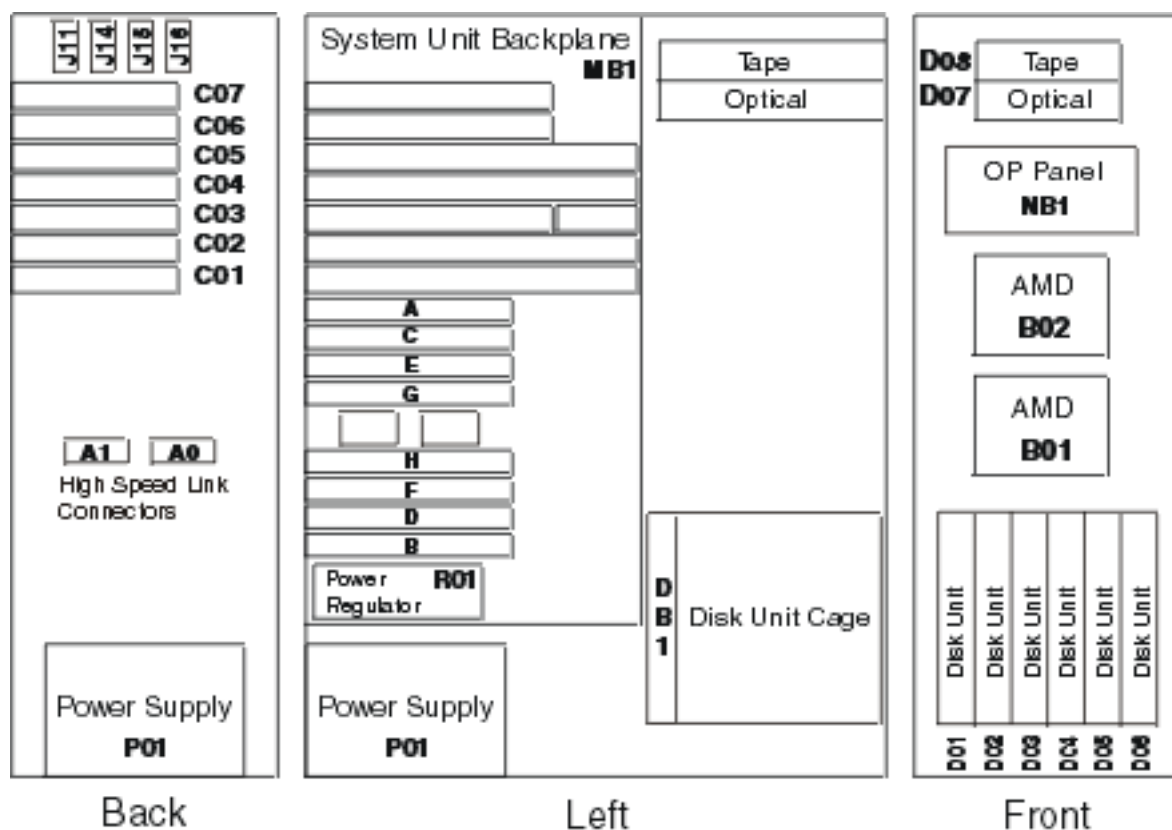 J11 J14 J15 J16
C07
C06
C05
C04
C03
C02
C01
A1 A0
High Speed Link
Connectors
Power Supply
P01
Back
System Unit Backplane
MB1
Tape
Optical
A
C
E
G
H
F
D
B
Power R01
Regulator
DB1
Disk Unit Cage
Power Supply
P01
Left
D08 Tape
D07 Optical
OP Panel
NB1
AMD
B02
AMD
B01
Disk Unit Disk Unit Disk Unit Disk Unit Disk Unit Disk Unit
D01 D02 D03 D04 D05 D06
Front